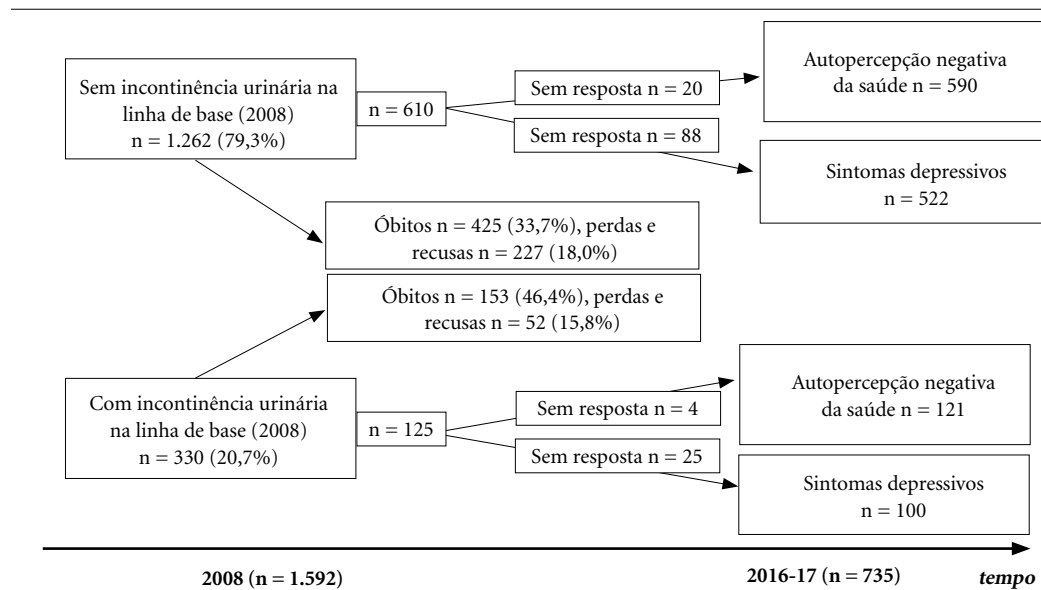 Sem incontinência urinária na
linha de base (2008)
n = 1.262 (79,3%)
n = 610
Sem resposta n = 20
Sem resposta n = 88
Autopercepção negativa
da saúde n = 590
Sintomas depressivos
n = 522
Óbitos n = 425 (33,7%), perdas e
recusas n = 227 (18,0%)
Óbitos n = 153 (46,4%), perdas e
recusas n = 52 (15,8%)
Com incontinência urinária
na linha de base (2008)
n = 330 (20,7%)
n = 125
Sem resposta n = 4
Sem resposta n = 25
Autopercepção negativa
da saúde n = 121
Sintomas depressivos
n = 100
2008 (n = 1.592)
2016-17 (n = 735)
tempo